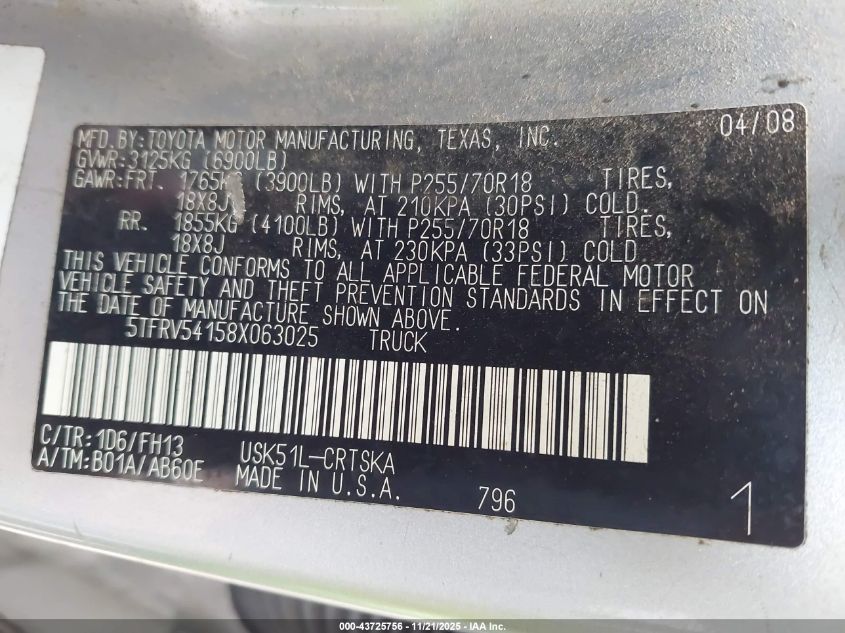 04/08
MFD. BY: TOYOTA MOTOR MANUFACTURING, TEXAS, INC.
GVWR: 3125KG (6900LB)
GAWR: FRT. 1765KG (3900LB) WITH P255/70R18 TIRES,
18X8J RIMS, AT 210KPA (30PSI) COLD.
RR. 1855KG (4100LB) WITH P255/70R18 TIRES,
18X8J RIMS, AT 230KPA (33PSI) COLD
THIS VEHICLE CONFORMS TO ALL APPLICABLE FEDERAL MOTOR
VEHICLE SAFETY AND THEFT PREVENTION STANDARDS IN EFFECT ON
THE DATE OF MANUFACTURE SHOWN ABOVE.
5TFRV54158X063025 TRUCK
C/TR: 1D6/FH13 USK51L-CRTSKA
A/TM: B01A/AB60E MADE IN U.S.A. 796 1
000-43725756 - 11/21/2025 - IAA Inc.